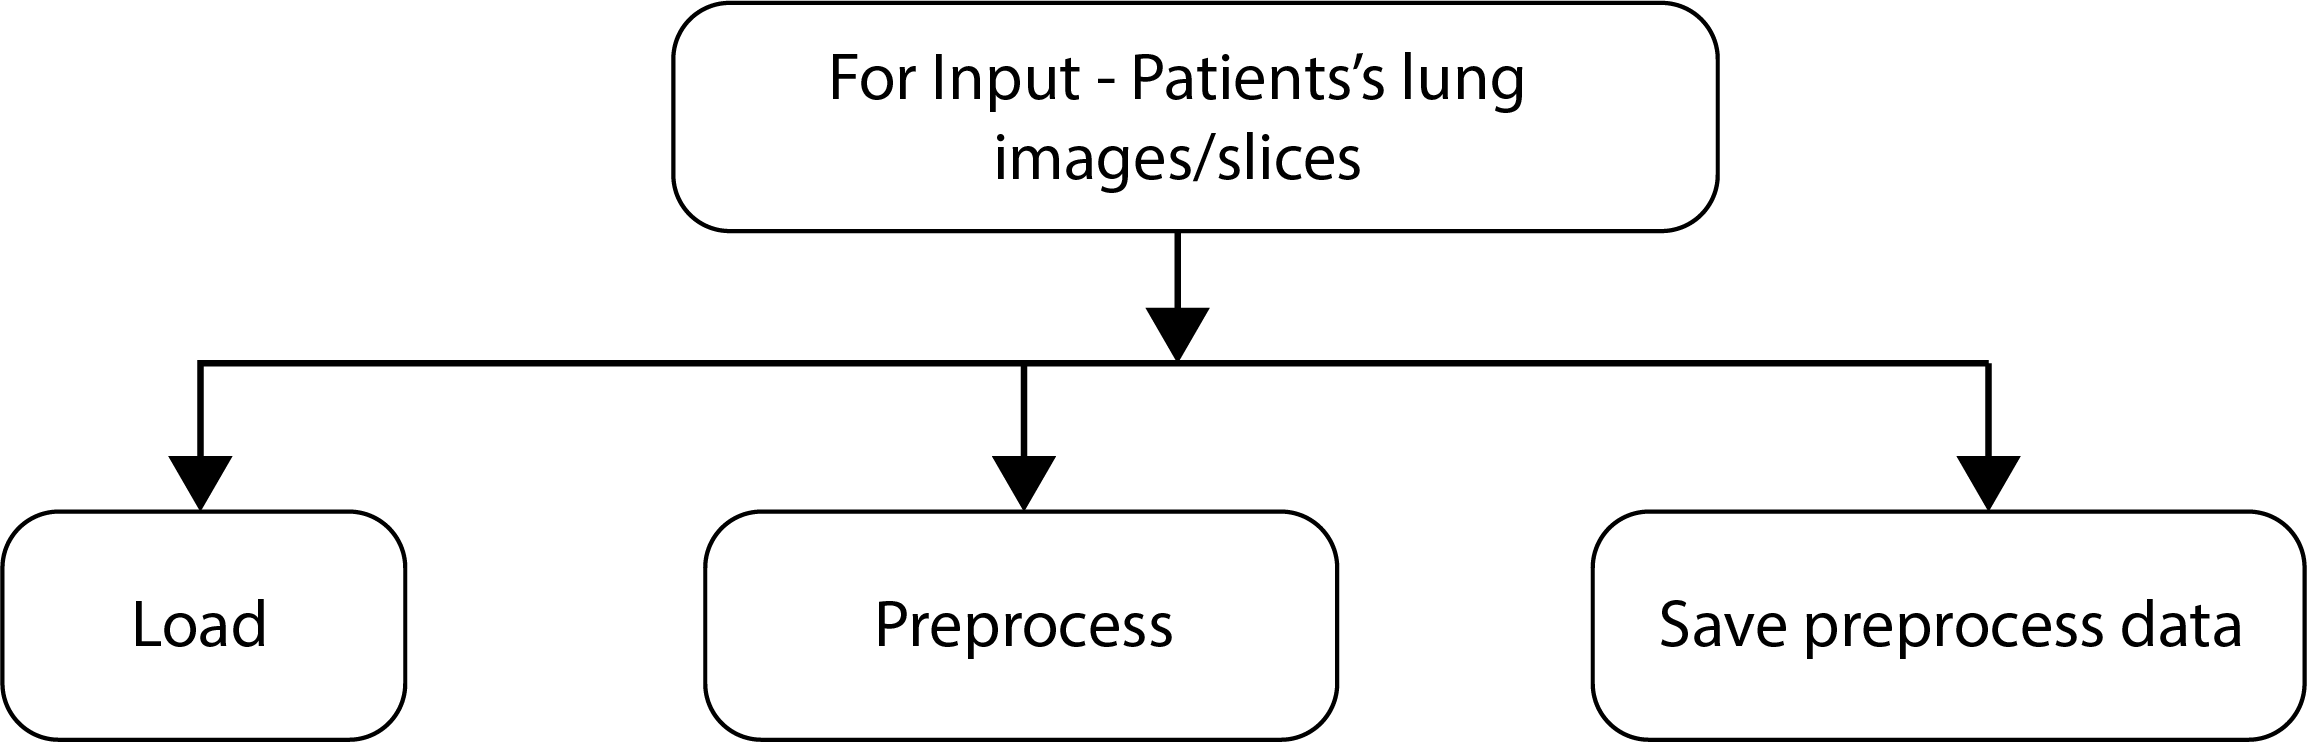 For Input - Patients’s lung
images/slices
Load
Preprocess
Save preprocess data